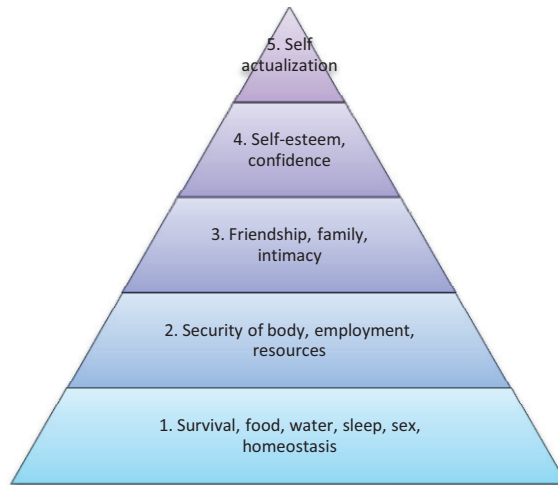 5. Self
actualization
4. Self-esteem,
confidence
3. Friendship, family,
intimacy
2. Security of body, employment,
resources
1. Survival, food, water, sleep, sex,
homeostasis